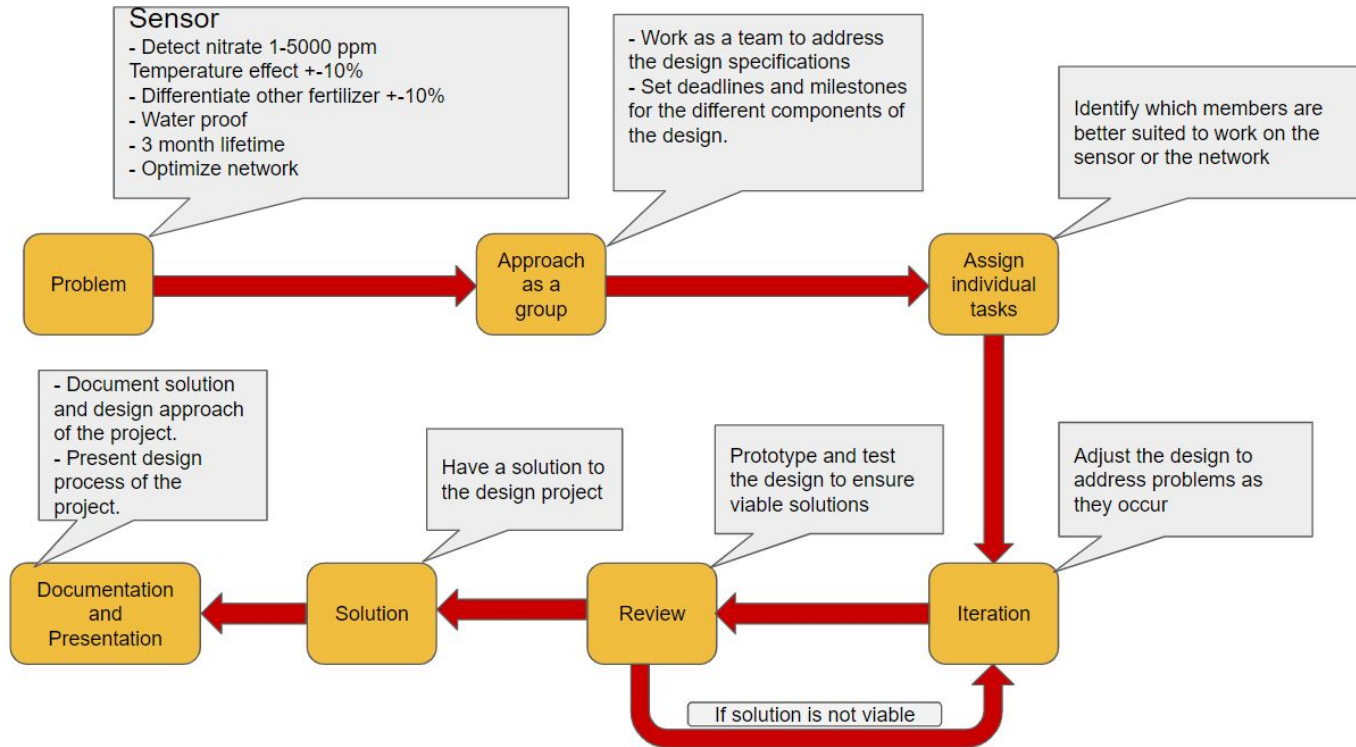 Sensor
- Detect nitrate 1-5000 ppm
Temperature effect +-10%
- Differentiate other fertilizer +-10%
- Water proof
- 3 month lifetime
- Optimize network
- Work as a team to address
the design specifications
- Set deadlines and milestones
for the different components of
the design.
Identify which members are
better suited to work on the
sensor or the network
Problem
Approach
as a
group
Assign
individual
tasks
- Document solution
and design approach
of the project.
- Present design
process of the
project.
Have a solution to
the design project
Prototype and test
the design to ensure
viable solutions
Adjust the design to
address problems as
they occur
Documentation
and
Presentation
Solution
Review
Iteration
If solution is not viable